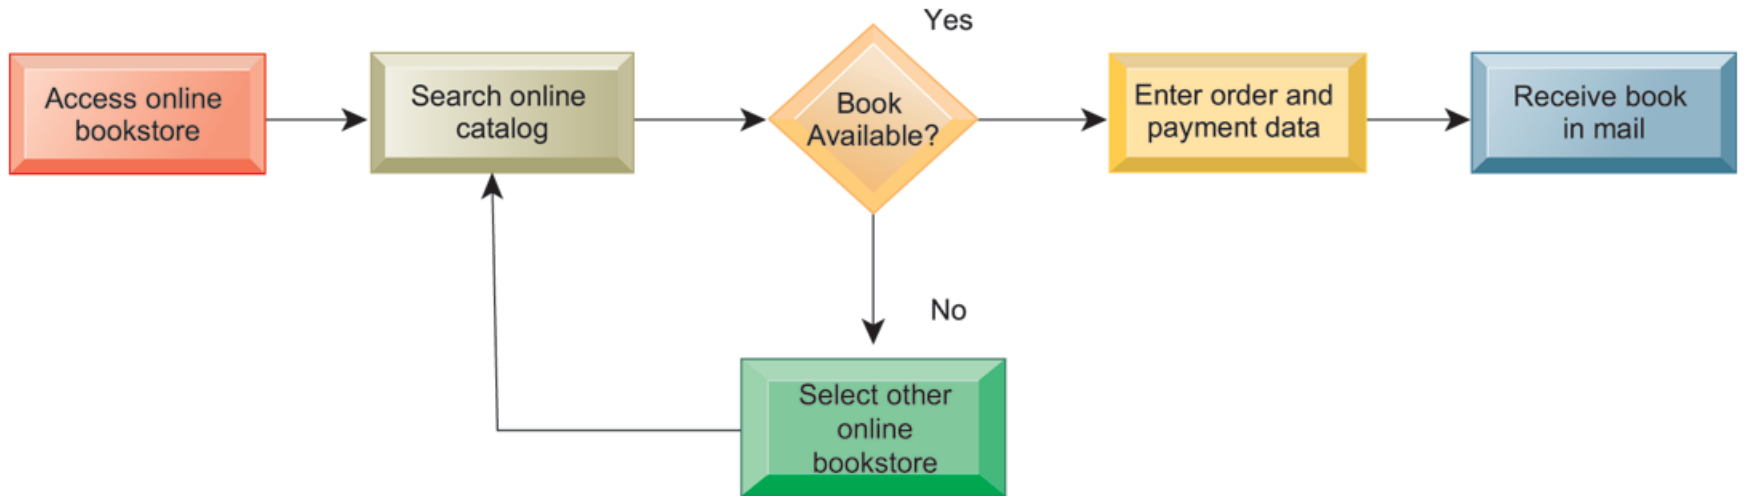 Access online
bookstore
Search online
catalog
Book
Available?
Yes
Enter order and
payment data
Receive book
in mail
No
Select other
online
bookstore